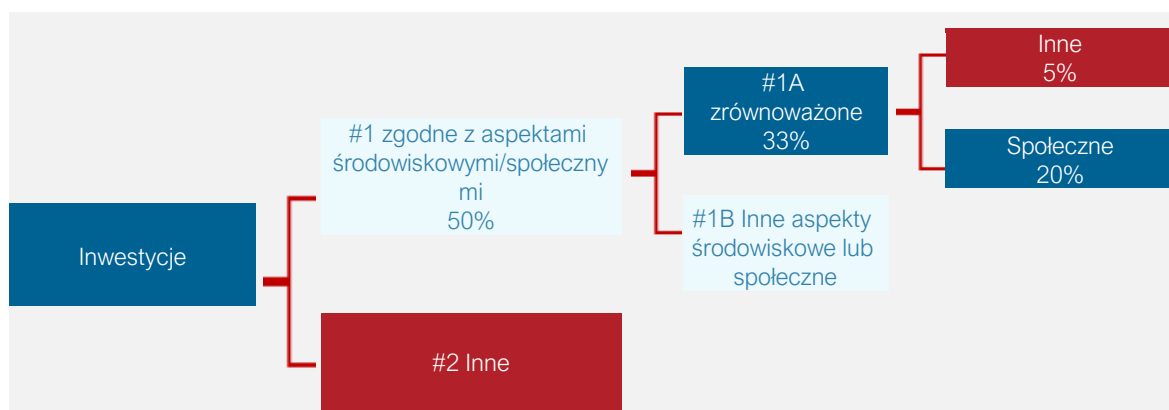 Inwestycje
#1 zgodne z aspektami
środowiskowymi/społeczny
mi
50%
#2 Inne
#1A
zrównoważone
33%
#1B Inne aspekty
środowiskowe lub
społeczne
Inne
5%
Społeczne
20%